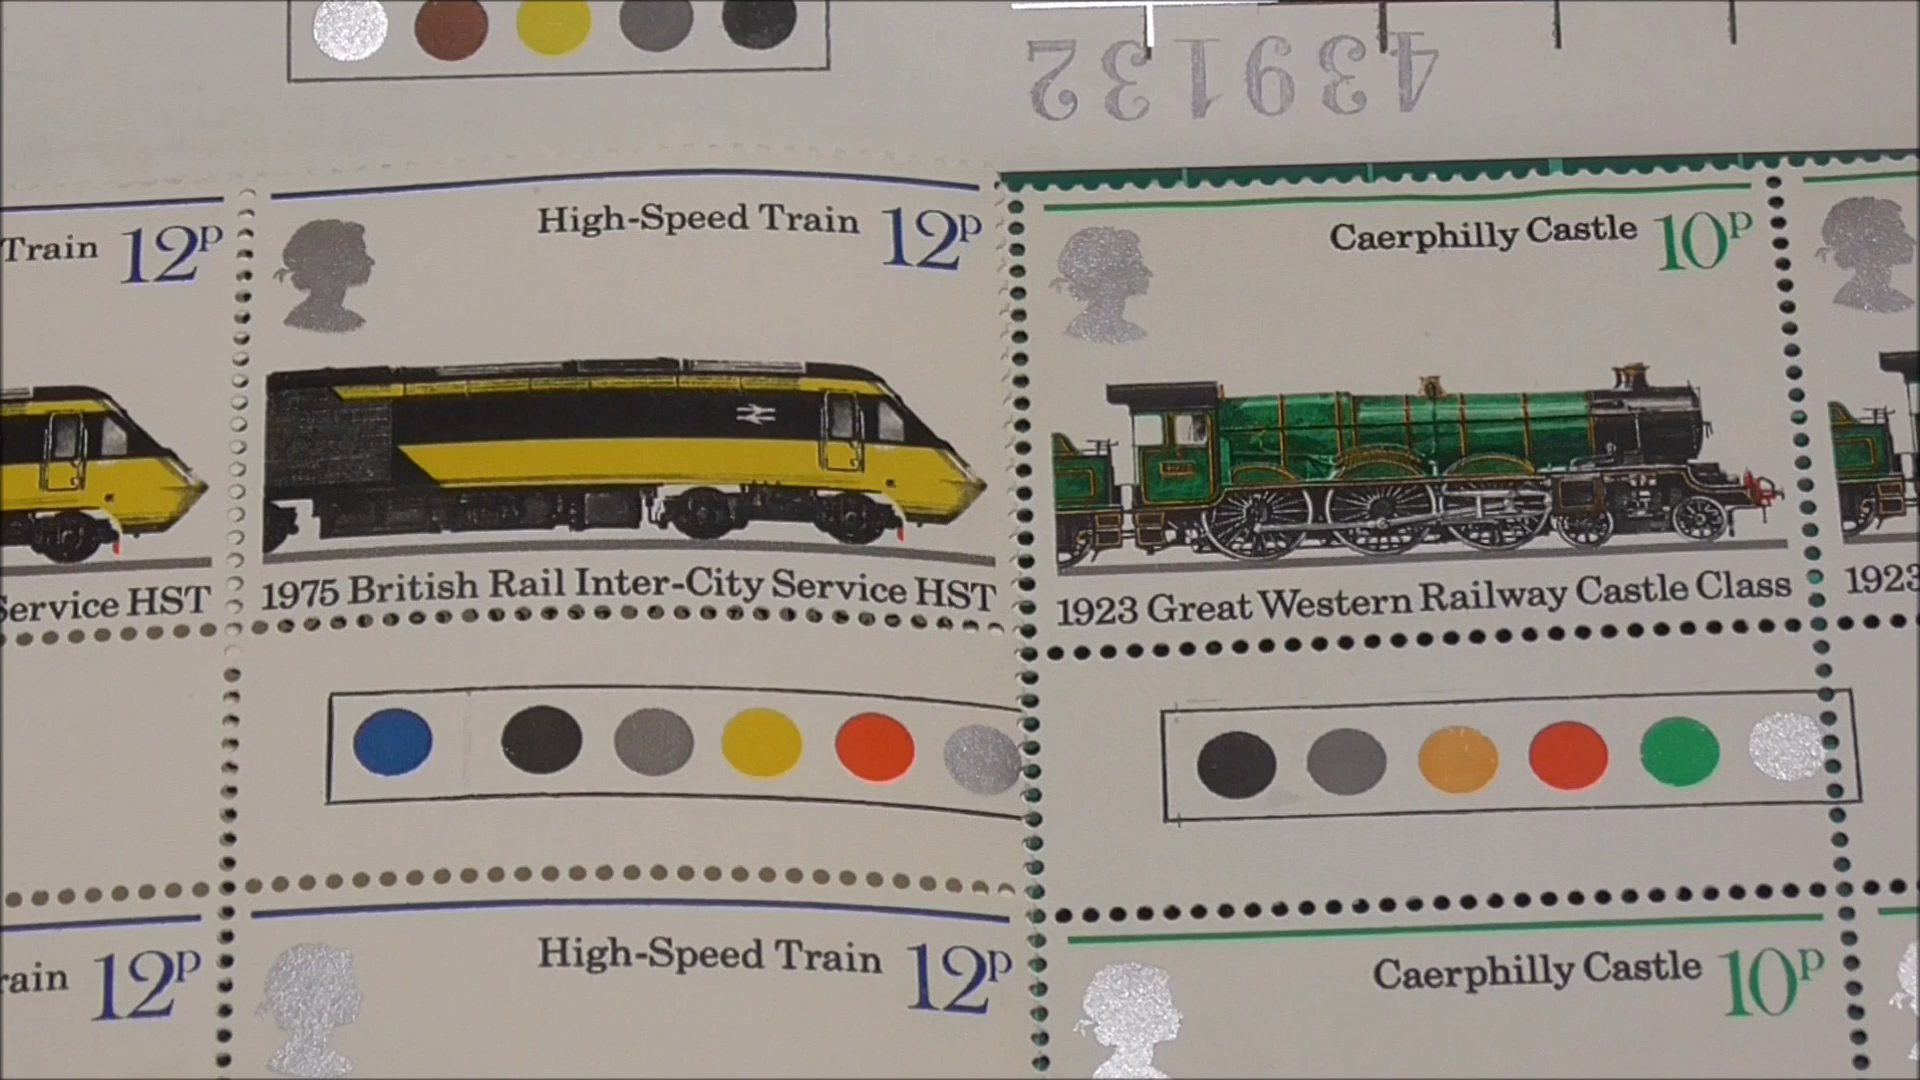 439132
Train 12P
High-Speed Train 12P
Caerphilly Castle 10P
Service HST
1975 British Rail Inter-City Service HST
1923 Great Western Railway Castle Class
1923
rain 12P
High-Speed Train 12P
Caerphilly Castle 10P